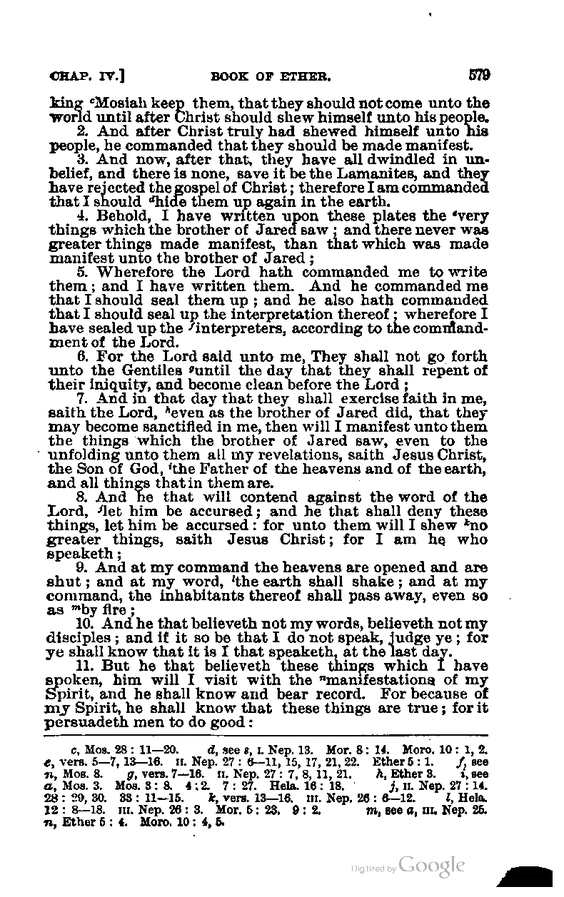 CHAP. IV.] BOOK OF ETHER. 579
king ᶜMosiah keep them, that they should not come unto the
world until after Christ should shew himself unto his people.
2. And after Christ truly had shewed himself unto his
people, he commanded that they should be made manifest.
3. And now, after that, they have all dwindled in un-
belief, and there is none, save it be the Lamanites, and they
have rejected the gospel of Christ; therefore I am commanded
that I should ᵈhide them up again in the earth.
4. Behold, I have written upon these plates the ᵉvery
things which the brother of Jared saw; and there never was
greater things made manifest, than that which was made
manifest unto the brother of Jared;
5. Wherefore the Lord hath commanded me to write
them; and I have written them. And he commanded me
that I should seal them up; and he also hath commanded
that I should seal up the interpretation thereof; wherefore I
have sealed up the ᶠinterpreters, according to the command-
ment of the Lord.
6. For the Lord said unto me, They shall not go forth
unto the Gentiles ᵍuntil the day that they shall repent of
their iniquity, and become clean before the Lord;
7. And in that day that they shall exercise faith in me,
saith the Lord, ʰeven as the brother of Jared did, that they
may become sanctified in me, then will I manifest unto them
the things which the brother of Jared saw, even to the
unfolding unto them all my revelations, saith Jesus Christ,
the Son of God, ⁱthe Father of the heavens and of the earth,
and all things that in them are.
8. And he that will contend against the word of the
Lord, ʲlet him be accursed; and he that shall deny these
things, let him be accursed: for unto them will I shew ᵏno
greater things, saith Jesus Christ; for I am he who
speaketh;
9. And at my command the heavens are opened and are
shut; and at my word, ˡthe earth shall shake; and at my
command, the inhabitants thereof shall pass away, even so
as ᵐby fire;
10. And he that believeth not my words, believeth not my
disciples; and if it so be that I do not speak, judge ye; for
ye shall know that it is I that speaketh, at the last day.
11. But he that believeth these things which I have
spoken, him will I visit with the ⁿmanifestations of my
Spirit, and he shall know and bear record. For because of
my Spirit, he shall know that these things are true; for it
persuadeth men to do good:
c, Mos. 28: 11—20. d, see s, I. Nep. 13. Mor. 8: 14. Moro. 10: 1, 2.
e, vers. 5—7, 13—16. II. Nep. 27: 6—11, 15, 17, 21, 22. Ether 5: 1. f, see
n, Mos. 8. g, vers. 7—16. II. Nep. 27: 7, 8, 11, 21. h, Ether 3. i, see
a, Mos. 3. Mos. 3: 8. 4: 2. 7: 27. Hela. 16: 18. j, II. Nep. 27: 14.
28: 29, 30. 33: 11—15. k, vers. 13—16. III. Nep. 26: 6—12. l, Hela.
12: 8—18. III. Nep. 26: 3. Mor. 5: 23. 9: 2. m, see a, III. Nep. 25.
n, Ether 5: 4. Moro. 10: 4, 5.
Digitized by Google